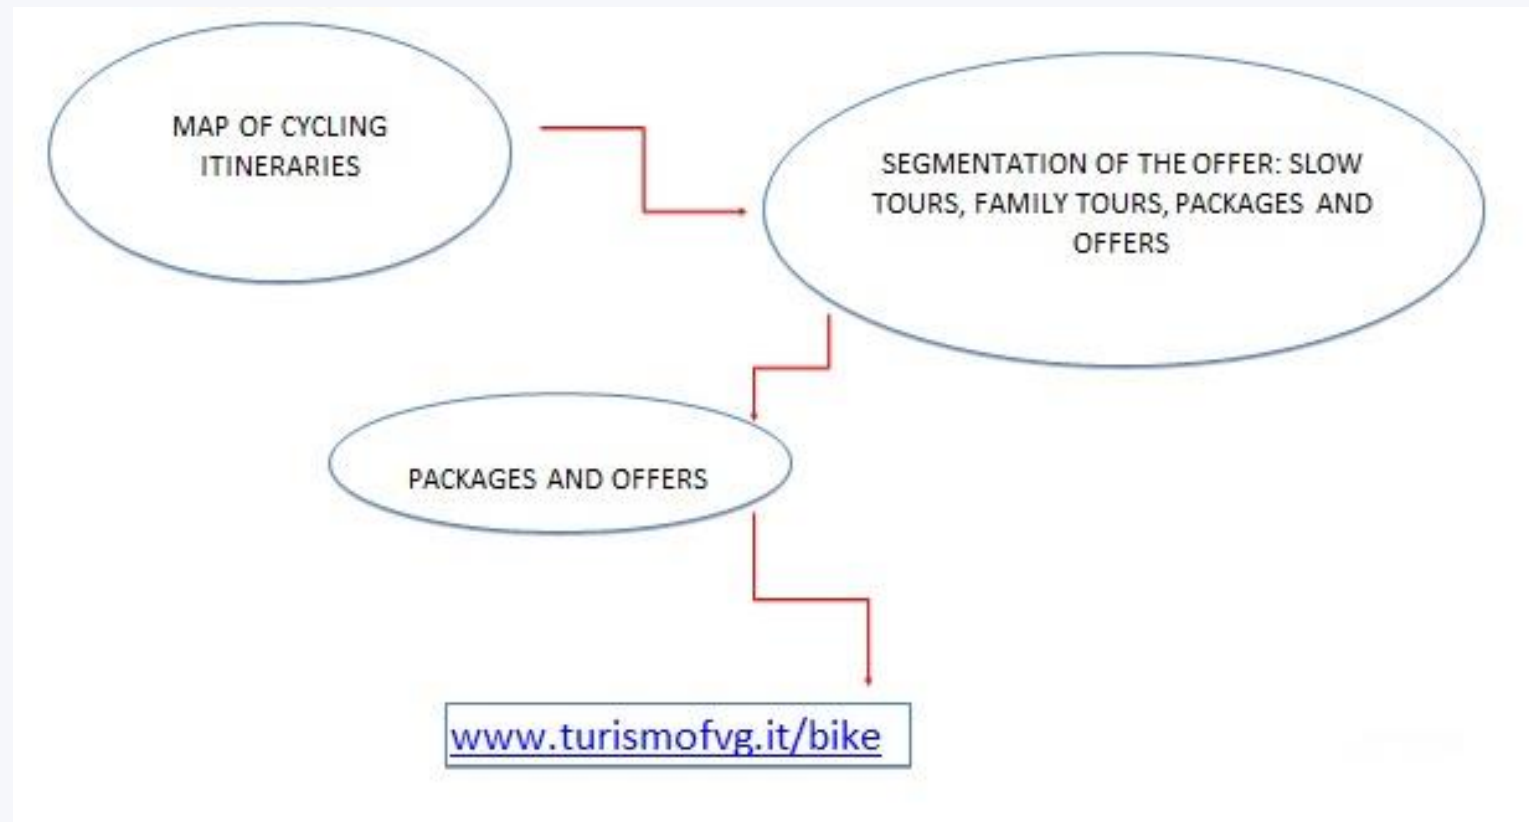 MAP OF CYCLING
ITINERARIES
SEGMENTATION OF THE OFFER: SLOW
TOURS, FAMILY TOURS, PACKAGES AND
OFFERS
PACKAGES AND OFFERS
www.turismofvg.it/bike